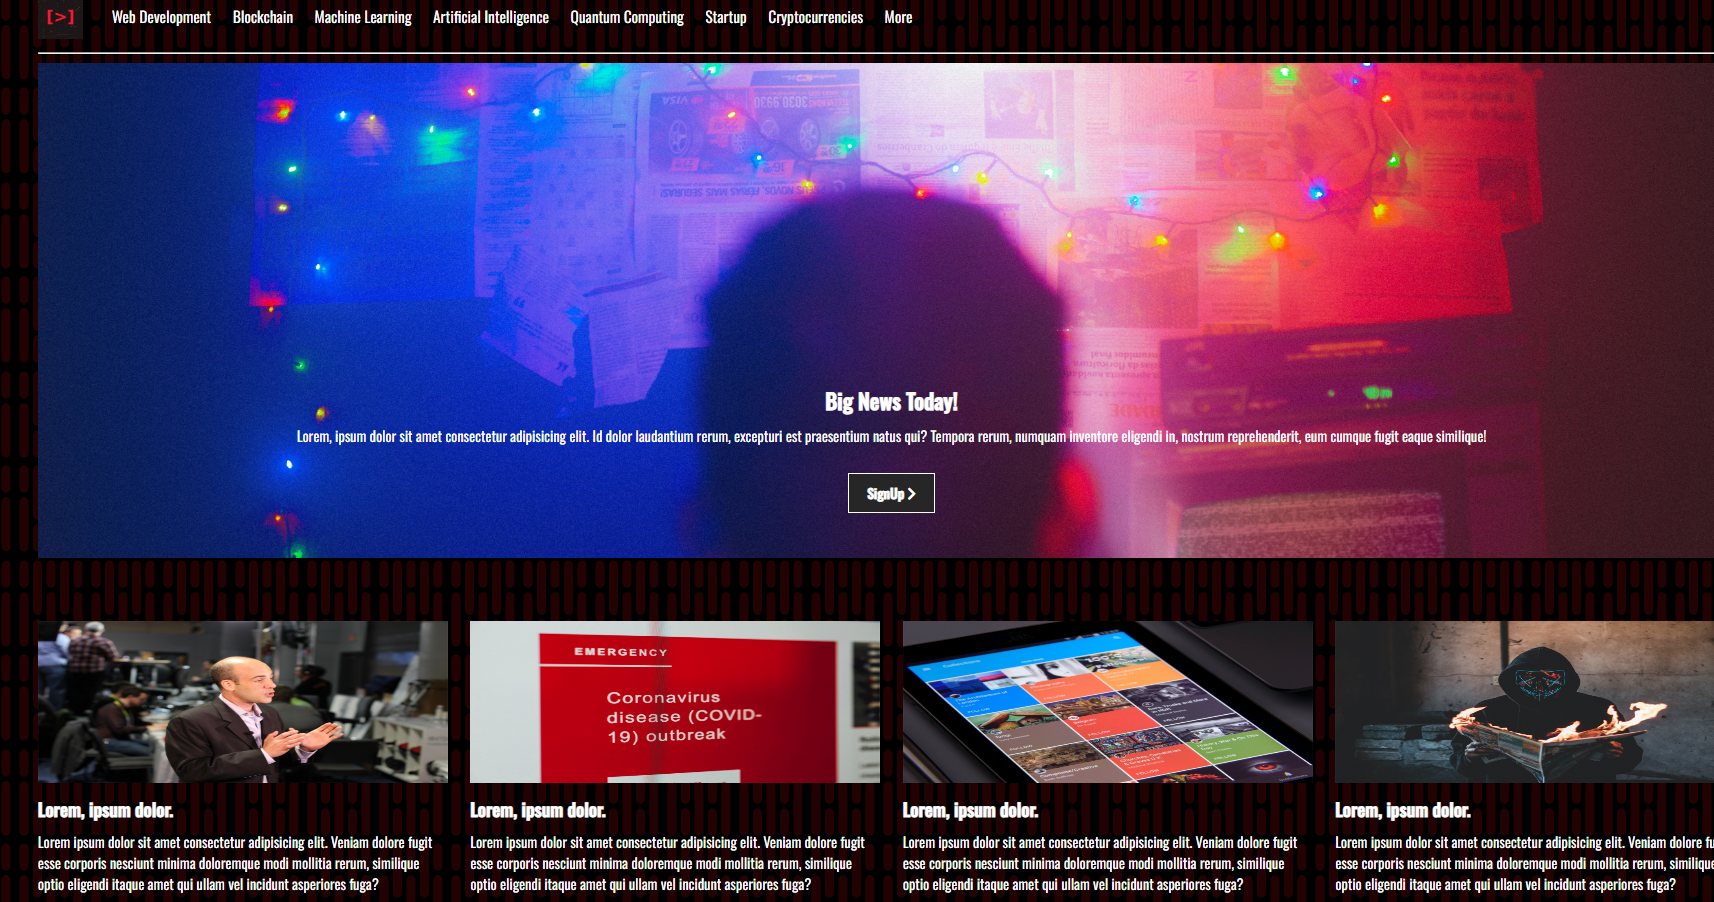 [>] Web Development Blockchain Machine Learning Artificial Intelligence Quantum Computing Startup Cryptocurrencies More
VISA 3030 9930
Big News Today!
Lorem, ipsum dolor sit amet consectetur adipisicing elit. Id dolor laudantium rerum, excepturi est praesentium natus qui? Tempora rerum, numquam inventore eligendi in, nostrum reprehenderit, eum cumque fugit eaque similique!
SignUp
EMERGENCY
Coronavirus
disease (COVID-
19) outbreak
Lorem, ipsum dolor.
Lorem ipsum dolor sit amet consectetur adipisicing elit. Veniam dolore fugit
esse corporis nesciunt minima doloremque modi mollitia rerum, similique
optio eligendi itaque amet qui ullam vel incidunt asperiores fuga?
Lorem, ipsum dolor.
Lorem ipsum dolor sit amet consectetur adipisicing elit. Veniam dolore fugit
esse corporis nesciunt minima doloremque modi mollitia rerum, similique
optio eligendi itaque amet qui ullam vel incidunt asperiores fuga?
Lorem, ipsum dolor.
Lorem ipsum dolor sit amet consectetur adipisicing elit. Veniam dolore fugit
esse corporis nesciunt minima doloremque modi mollitia rerum, similique
optio eligendi itaque amet qui ullam vel incidunt asperiores fuga?
Lorem, ipsum dolor.
Lorem ipsum dolor sit amet consectetur adipisicing elit. Veniam dolore fu
esse corporis nesciunt minima doloremque modi mollitia rerum, similique
optio eligendi itaque amet qui ullam vel incidunt asperiores fuga?